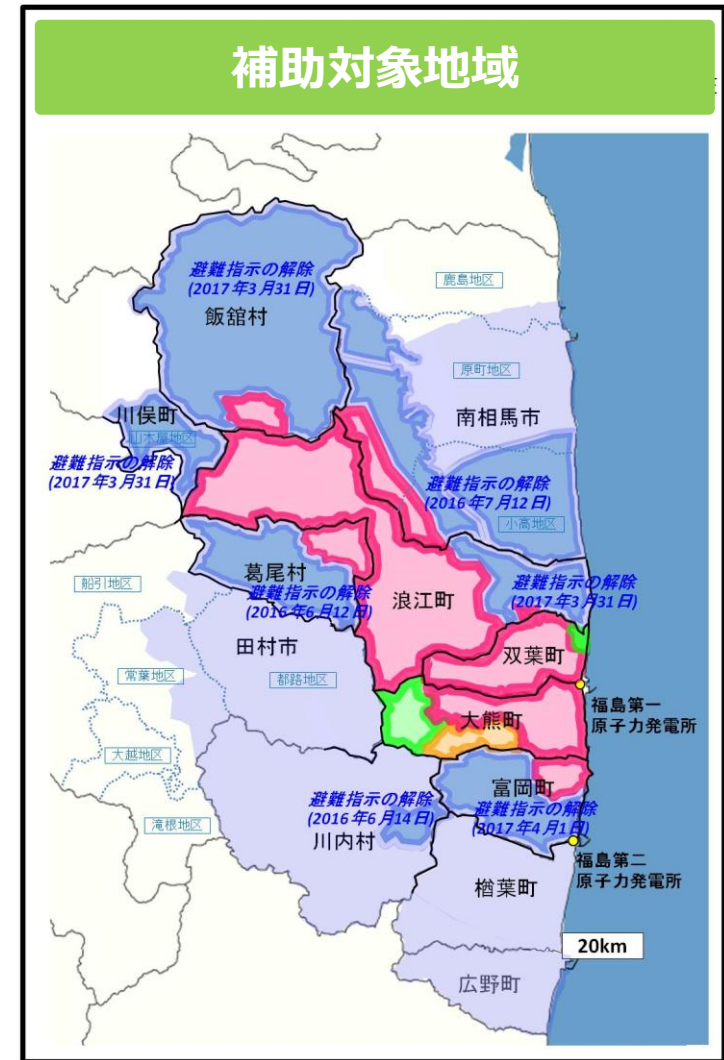 補助対象地域
避難指示の解除
(2017年3月31日)
飯舘村
鹿島地区
原町地区
南相馬市
川俣町
山木屋地区
避難指示の解除
(2017年3月31日)
避難指示の解除
(2016年7月12日)
小高地区
葛尾村
避難指示の解除
(2016年6月12日)
浪江町
避難指示の解除
(2017年3月31日)
船引地区
田村市
都路地区
常葉地区
双葉町
福島第一
原子力発電所
大熊町
大越地区
滝根地区
富岡町
避難指示の解除
(2017年4月1日)
避難指示の解除
(2016年6月14日)
川内村
福島第二
原子力発電所
楢葉町
20km
広野町